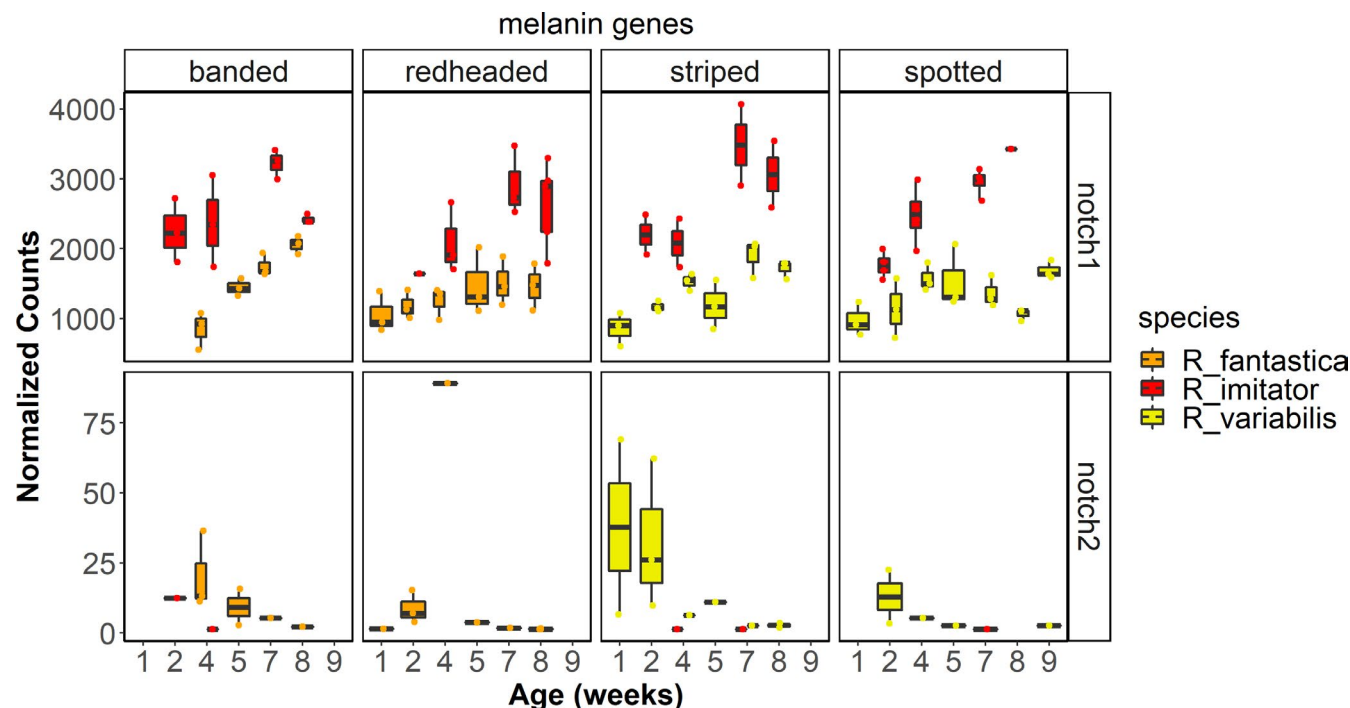 melanin genes
banded redheaded striped spotted
4000
3000
2000
1000
notch1
Normalized Counts
75
50
25
0
notch2
1 2 4 5 7 8 9 1 2 4 5 7 8 9 1 2 4 5 7 8 9 1 2 4 5 7 8 9
Age (weeks)
species
R_fantastica
R_imitator
R_variabilis